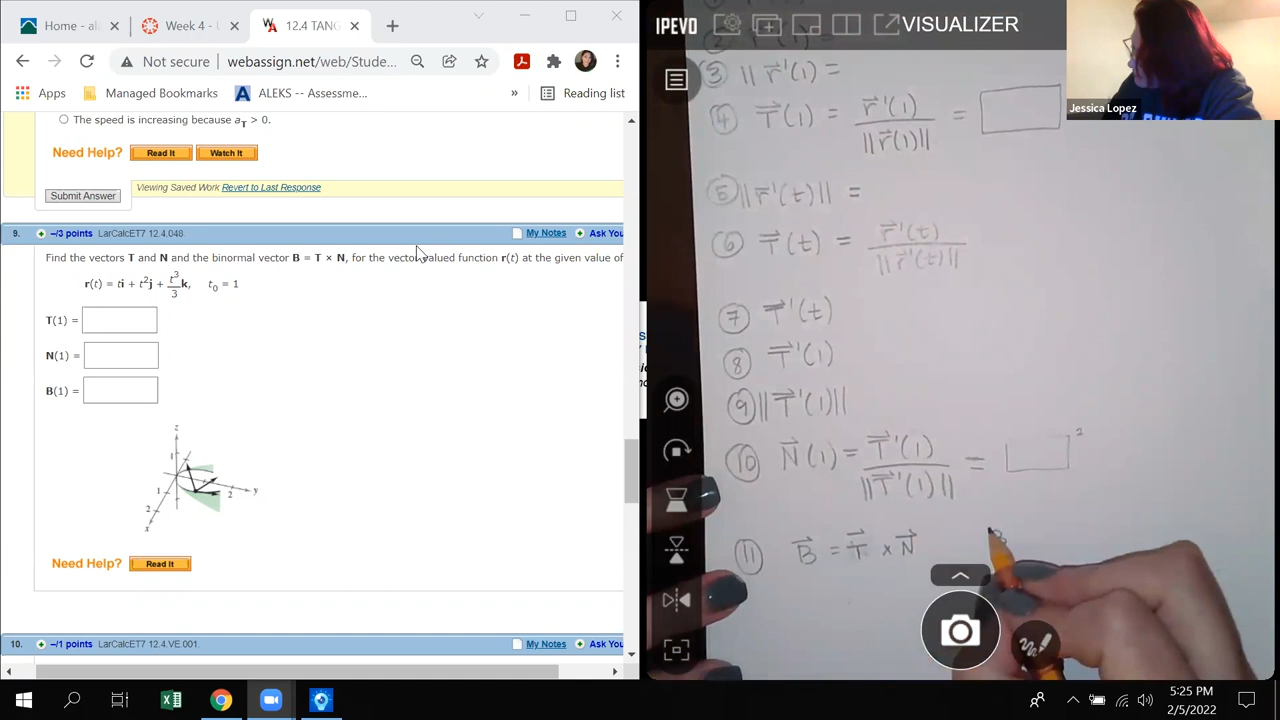 Home - al
Week 4 - U
12.4 TANG
Not secure | webassign.net/web/Stude...
Apps
Managed Bookmarks
ALEKS -- Assessme...
»
Reading list
The speed is increasing because aT > 0.
Need Help?
Read It
Watch It
Submit Answer
Viewing Saved Work Revert to Last Response
9.
–/3 points
LarCalcET7 12.4.048.
My Notes
Ask You
Find the vectors T and N and the binormal vector B = T × N, for the vector-valued function r(t) at the given value of
r(t) = ti + t²j + t³/3 k, t₀ = 1
T(1) =
N(1) =
B(1) =
z
1
2
y
2
x
Need Help?
Read It
10.
–/1 points
LarCalcET7 12.4.VE.001.
My Notes
Ask You
IPEVO
VISUALIZER
Jessica Lopez
③ ||r⃗'(1) =
④ T⃗(1) = r⃗'(1) / ||r⃗(1)|| =
⑤ ||r⃗'(t)|| =
⑥ T⃗(t) = r⃗'(t) / ||r⃗'(t)||
⑦ T⃗'(t)
⑧ T⃗'(1)
⑨ ||T⃗'(1)||
⑩ N⃗(1) = T⃗'(1) / ||T⃗'(1)|| = ²
⑪ B⃗ = T⃗ × N⃗
5:25 PM
2/5/2022